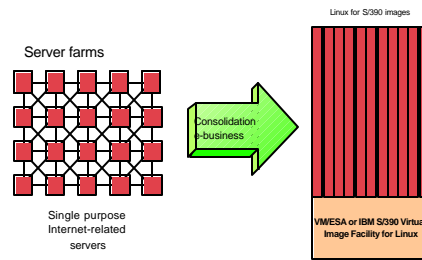 Linux for S/390 images
Server farms
Consolidation
e-business
Single purpose
Internet-related
servers
VM/ESA or IBM S/390 Virtua
Image Facility for Linux